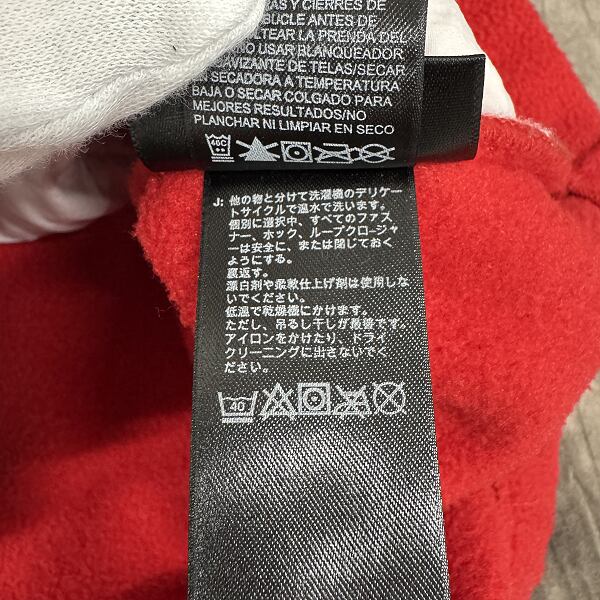 RAS Y CIERRES DE
BUCLE ANTES DE
LTEAR LA PRENDA DEL
NO USAR BLANQUEADOR
AVIZANTE DE TELAS/SECAR
EN SECADORA A TEMPERATURA
BAJA O SECAR COLGADO PARA
MEJORES RESULTADOS/NO
PLANCHAR NI LIMPIAR EN SECO
40C
J: 他の物と分けて洗濯機のデリケー
トサイクルで温水で洗います。
個別に選択中、すべてのファス
ナー、ホック、ループクロージャ
ーは安全に、または閉じておく
ようにする。
裏返す。
漂白剤や柔軟仕上げ剤は使用しな
いでください。
低温で乾燥機にかけます。
ただし、吊るし干しが最善です。
アイロンをかけたり、ドライ
クリーニングに出さないでく
ださい。
40